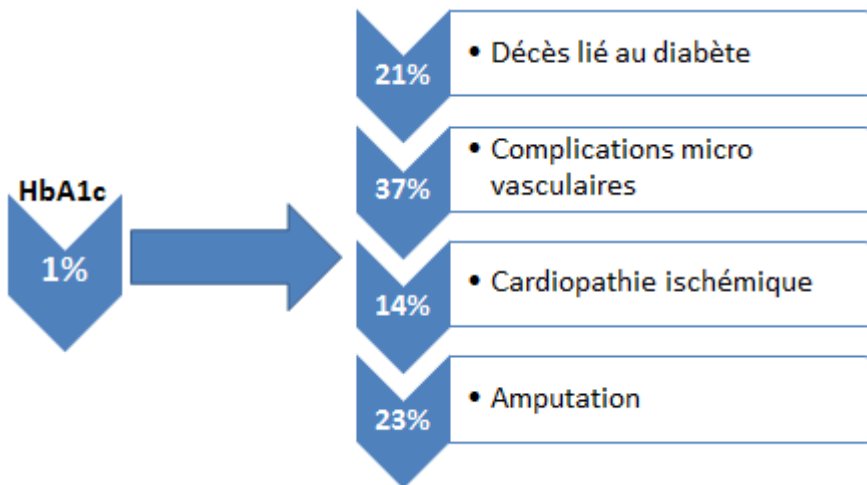 HbA1c
1%
21%
• Décès lié au diabète
37%
• Complications micro
vasculaires
14%
• Cardiopathie ischémique
23%
• Amputation